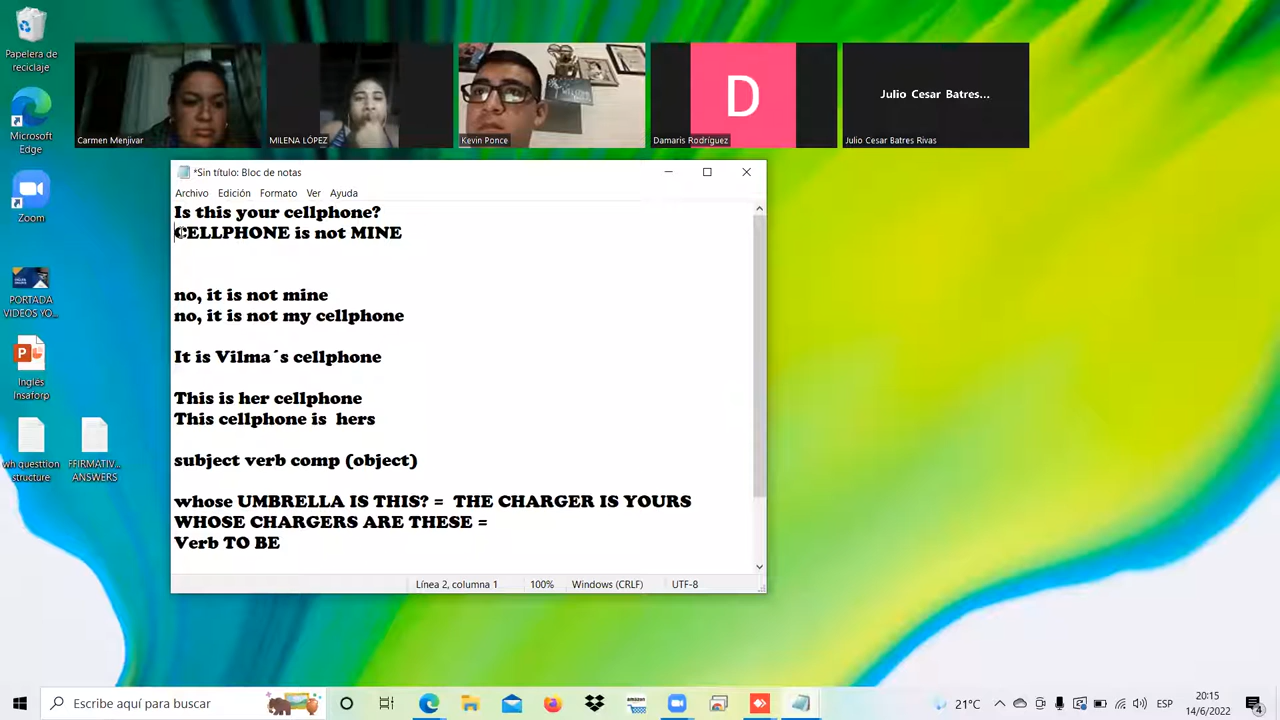 Papelera de
reciclaje
Microsoft
Edge
Zoom
PORTADA
VIDEOS YO...
Ingles
Insaforp
wh questtion
structure
FFIRMATIV...
ANSWERS
Carmen Menjivar
MILENA LÓPEZ
WELCOME
Kevin Ponce
D
Damaris Rodríguez
Julio Cesar Batres...
Julio Cesar Batres Rivas
*Sin título: Bloc de notas
Archivo Edición Formato Ver Ayuda
Is this your cellphone?
CELLPHONE is not MINE
no, it is not mine
no, it is not my cellphone
It is Vilma´s cellphone
This is her cellphone
This cellphone is  hers
subject verb comp (object)
whose UMBRELLA IS THIS? =  THE CHARGER IS YOURS
WHOSE CHARGERS ARE THESE =
Verb TO BE
Línea 2, columna 1 100% Windows (CRLF) UTF-8
Escribe aquí para buscar
amazon
21°C
ESP
20:15
14/6/2022
4